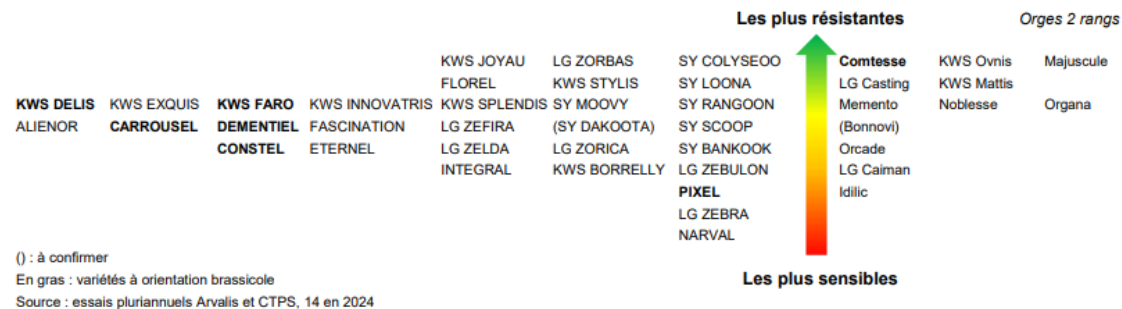 Les plus résistantes Orges 2 rangs
KWS JOYAU LG ZORBAS SY COLYSEOO Comtesse KWS Ovnis Majuscule
FLOREL KWS STYLIS SY LOONA LG Casting KWS Mattis
KWS DELIS KWS EXQUIS KWS FARO KWS INNOVATRIS KWS SPLENDIS SY MOOVY SY RANGOON Memento Noblesse Organa
ALIENOR CARROUSEL DEMENTIEL FASCINATION LG ZEFIRA (SY DAKOOTA) SY SCOOP (Bonnovi)
CONSTEL ETERNEL LG ZELDA LG ZORICA SY BANKOOK Orcade
INTEGRAL KWS BORRELLY LG ZEBULON LG Caiman
PIXEL Idilic
LG ZEBRA
NARVAL
() : à confirmer
En gras : variétés à orientation brassicole
Les plus sensibles
Source : essais pluriannuels Arvalis et CTPS, 14 en 2024